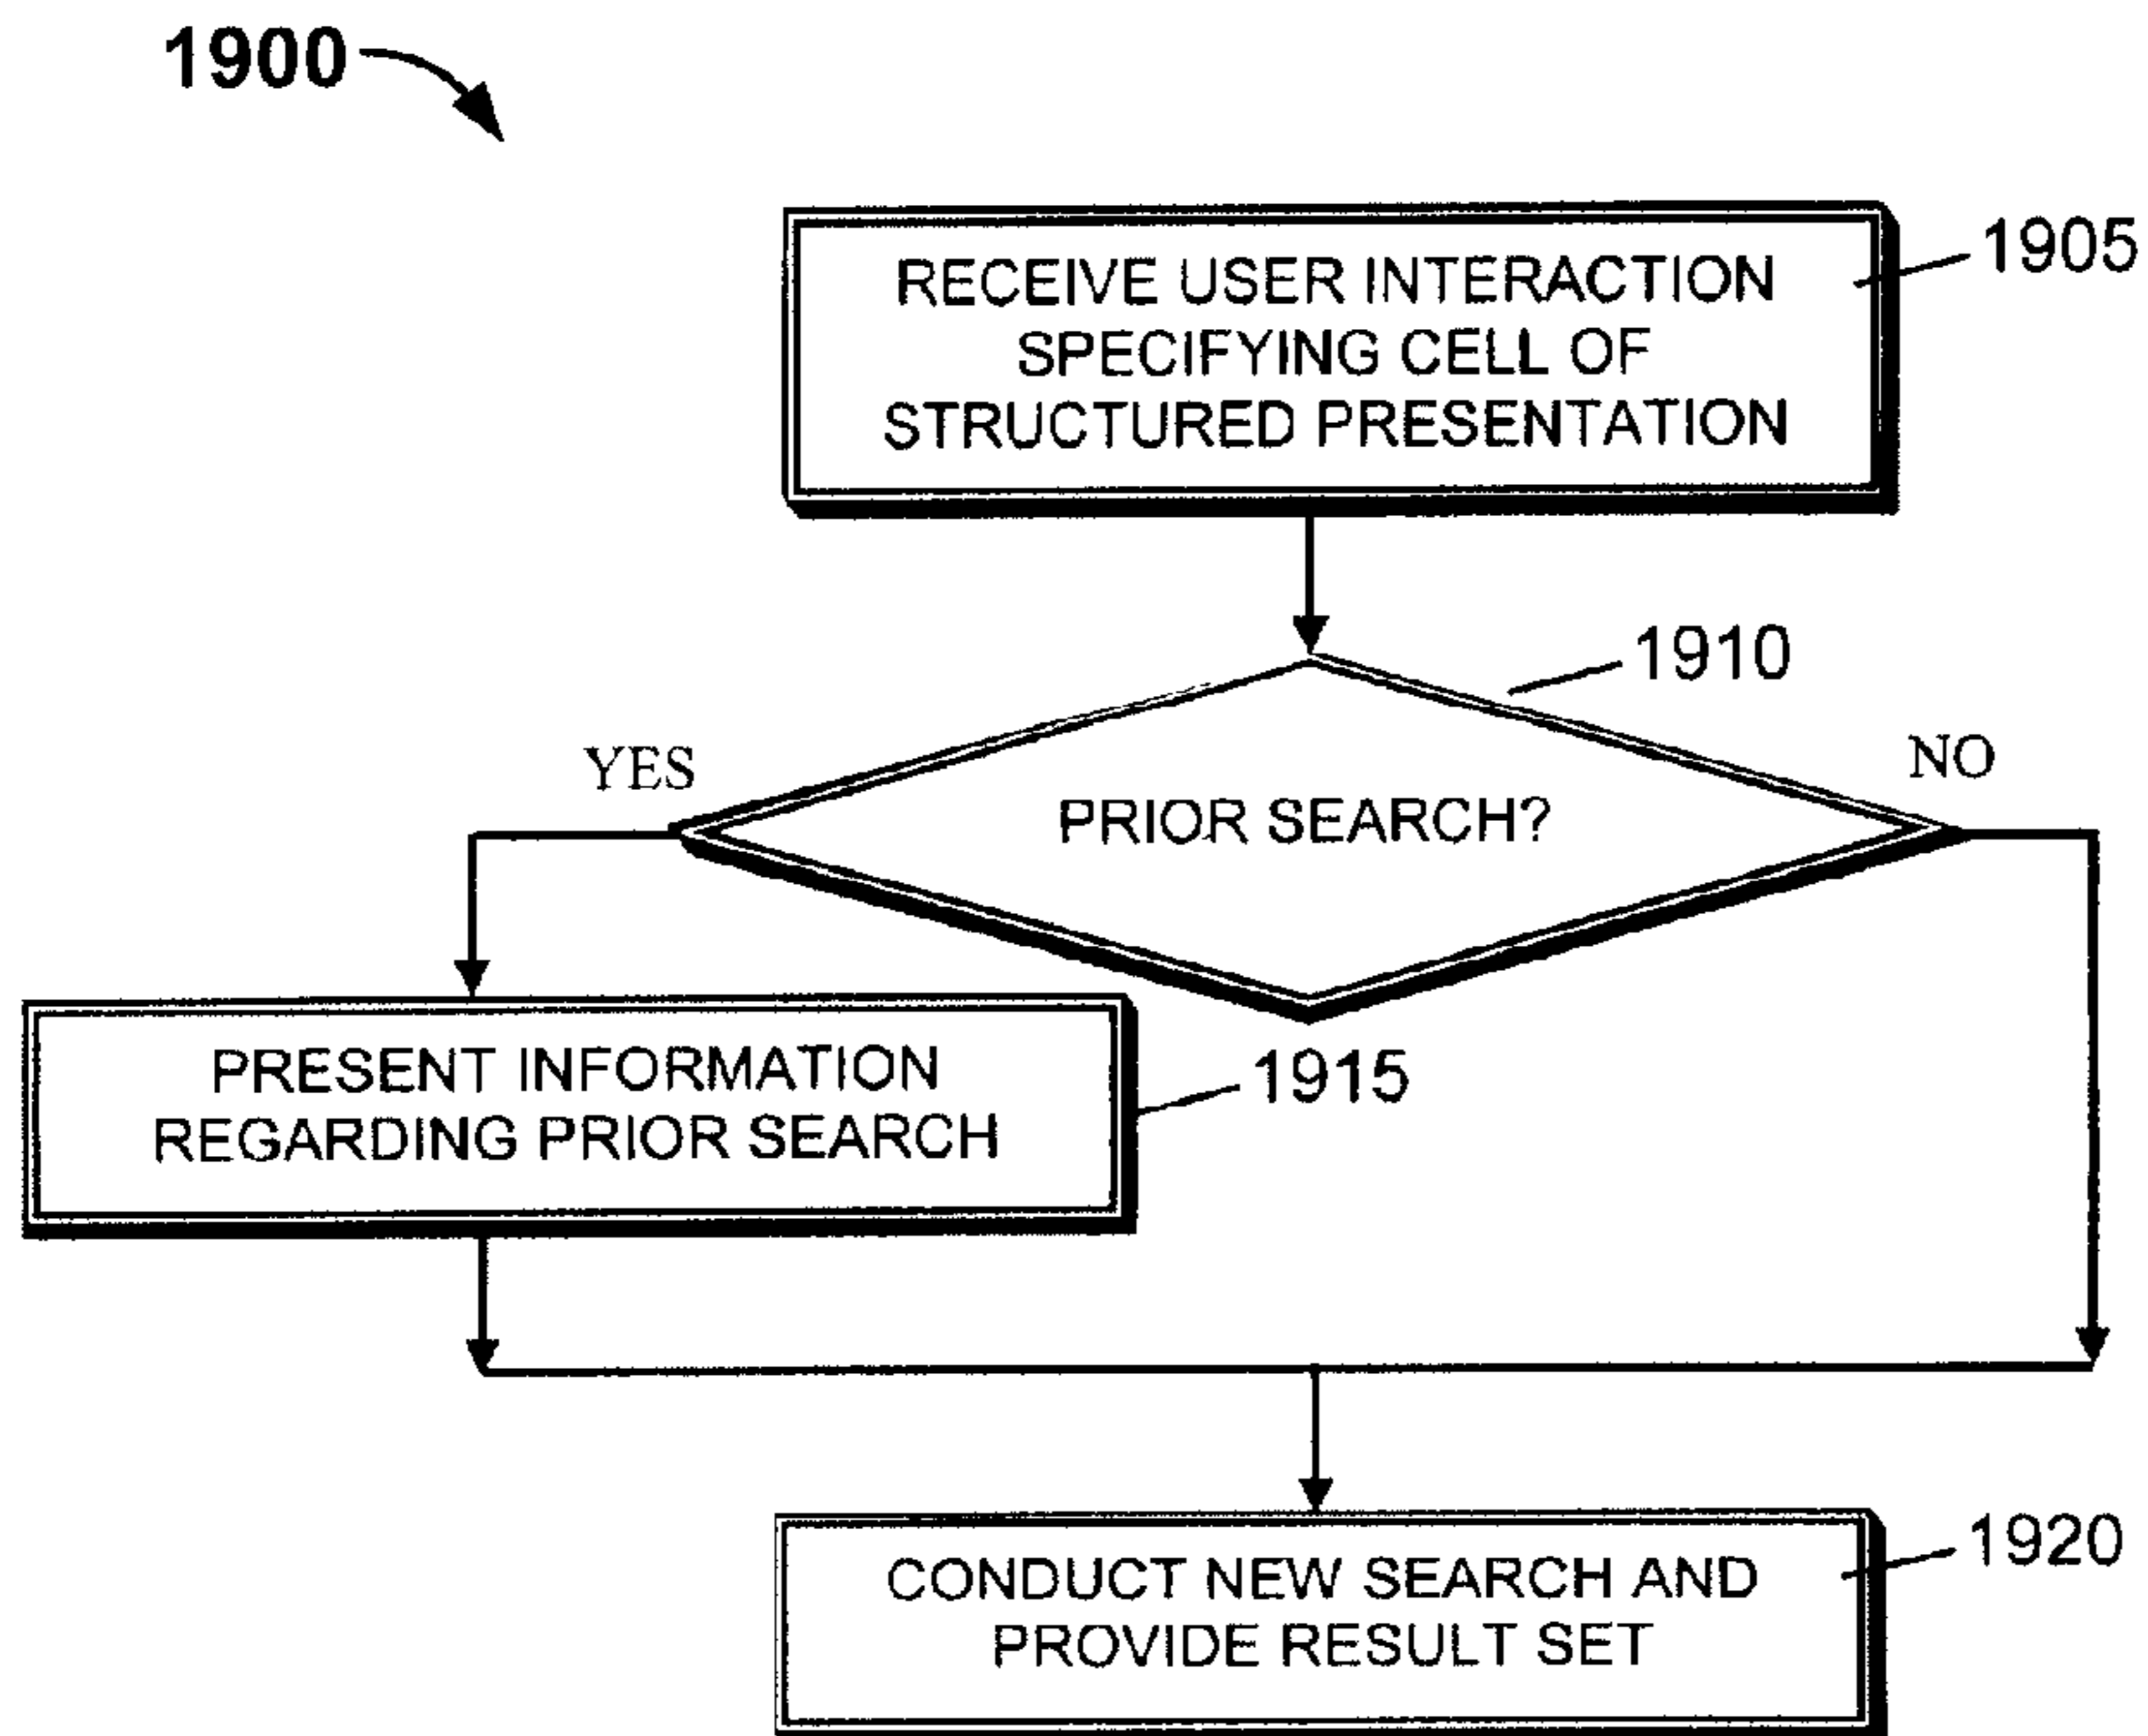 1900
RECEIVE USER INTERACTION
SPECIFYING CELL OF
STRUCTURED PRESENTATION
1905
1910
YES
NO
PRIOR SEARCH?
PRESENT INFORMATION
REGARDING PRIOR SEARCH
1915
CONDUCT NEW SEARCH AND
PROVIDE RESULT SET
1920